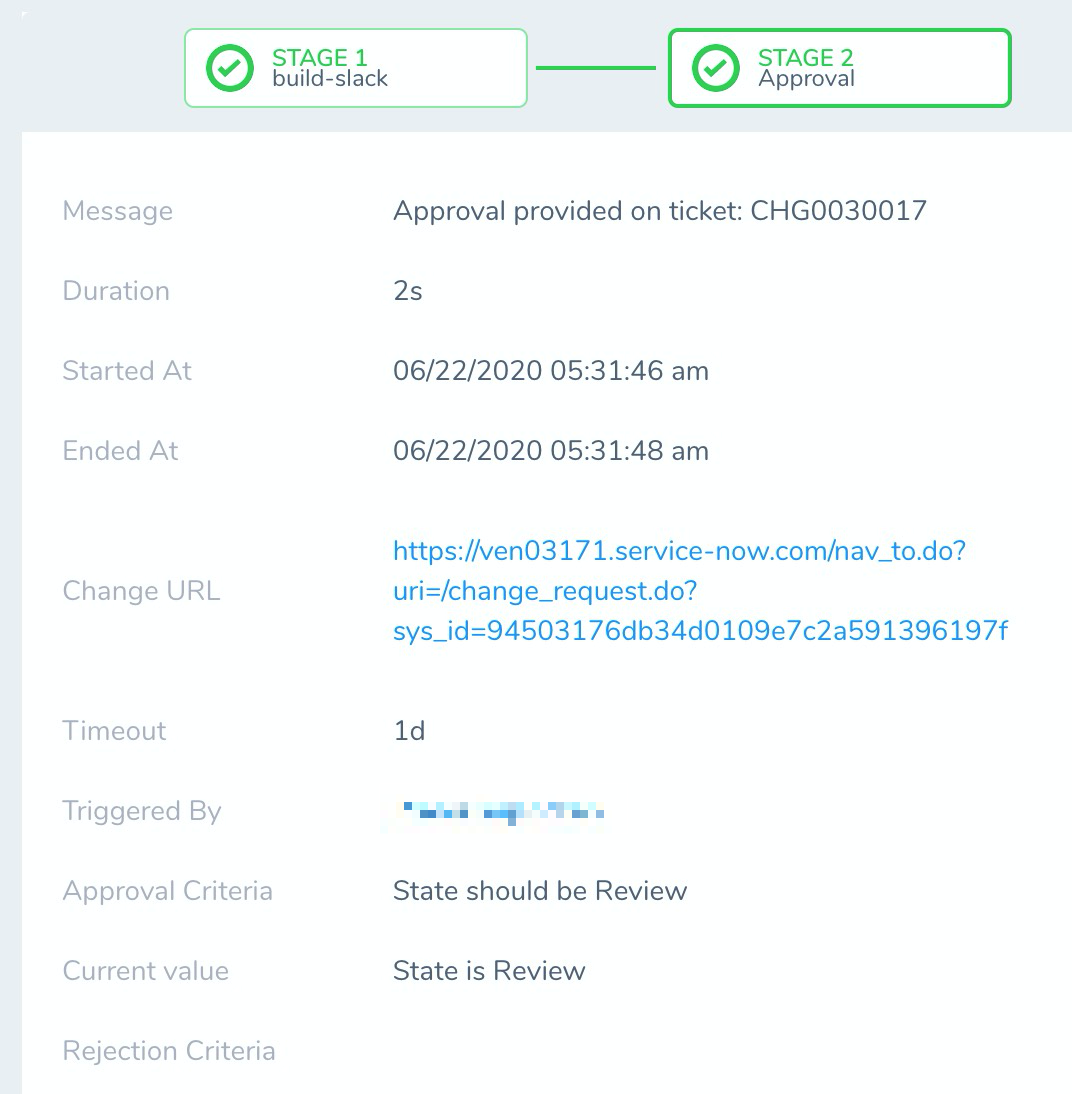 STAGE 1
build-slack
STAGE 2
Approval
Message
Approval provided on ticket: CHG0030017
Duration
2s
Started At
06/22/2020 05:31:46 am
Ended At
06/22/2020 05:31:48 am
Change URL
https://ven03171.service-now.com/nav_to.do?
uri=/change_request.do?
sys_id=94503176db34d0109e7c2a591396197f
Timeout
1d
Triggered By
Approval Criteria
State should be Review
Current value
State is Review
Rejection Criteria